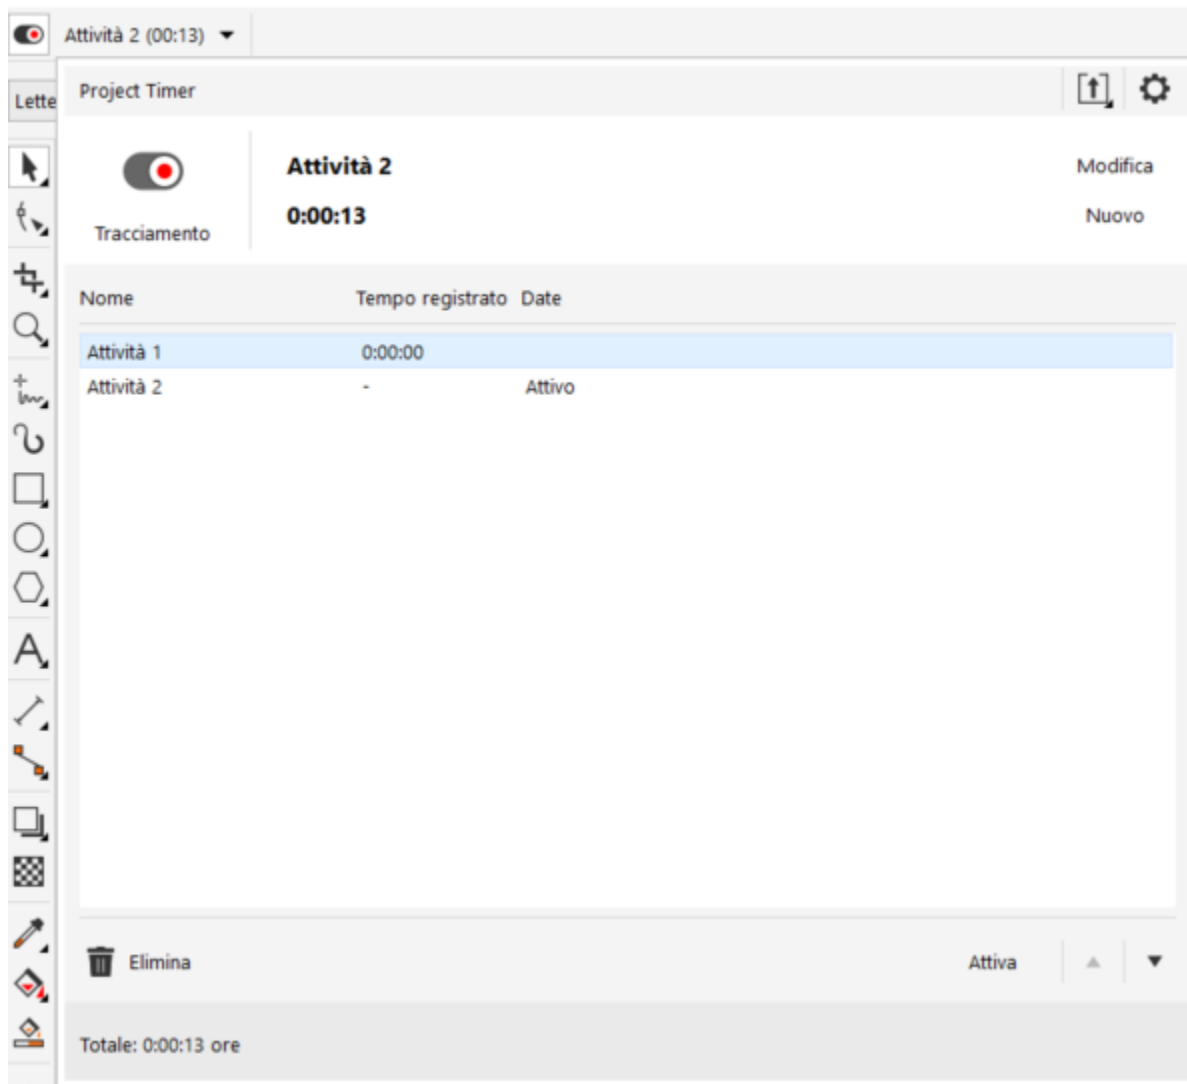 Attività 2 (00:13)
Lette
Project Timer
Attività 2
Modifica
0:00:13
Nuovo
Tracciamento
Nome Tempo registrato Date
Attività 1 0:00:00
Attività 2 - Attivo
Elimina Attiva
Totale: 0:00:13 ore